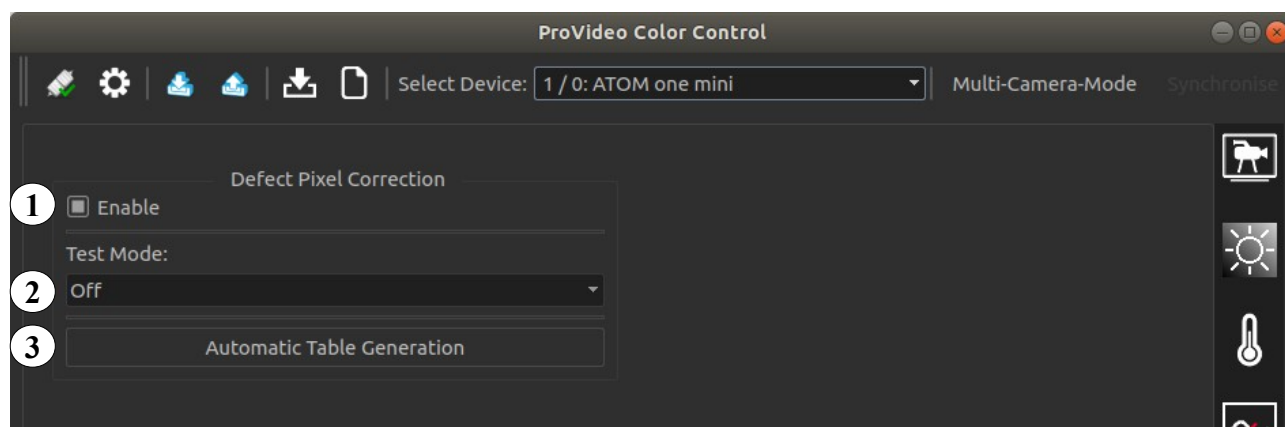 ProVideo Color Control
Select Device: 1 / 0: ATOM one mini Multi-Camera-Mode Synchronise
Defect Pixel Correction
1 Enable
Test Mode:
2 Off
3 Automatic Table Generation